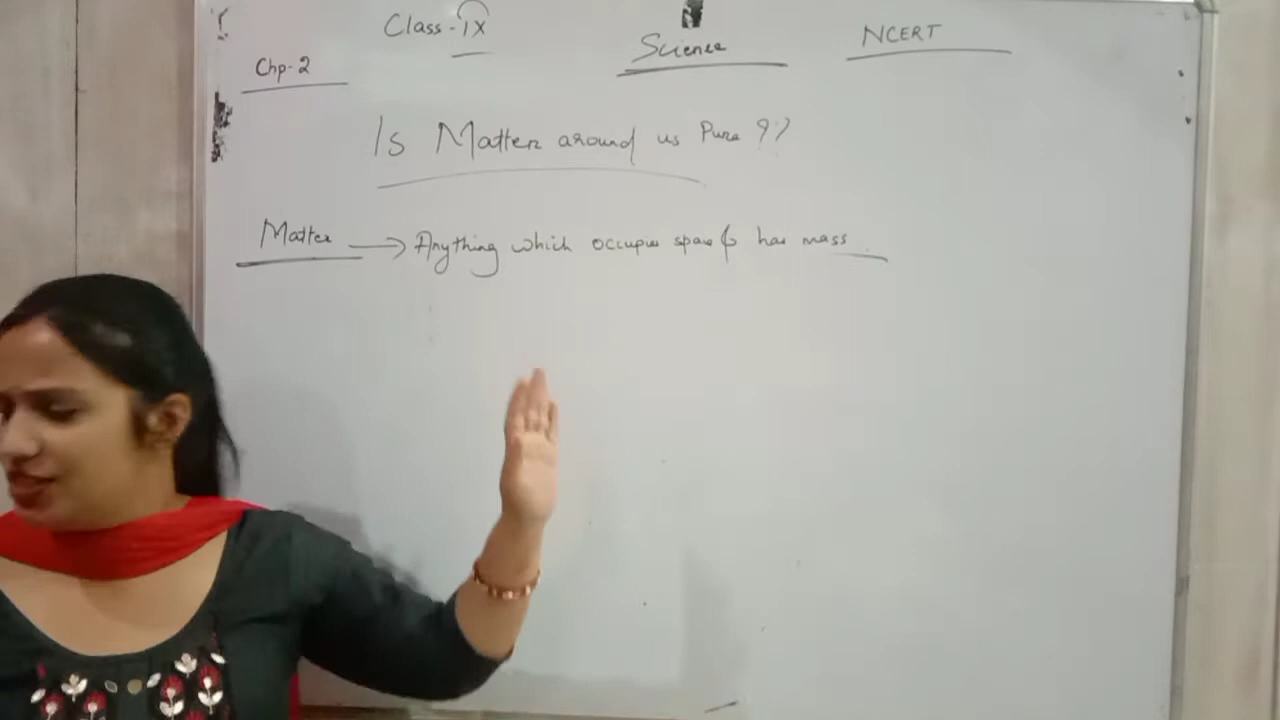 Class - IX
Science
NCERT
Chp-2
Is Matter around us Pure ??
Matter → Anything which occupies space & has mass